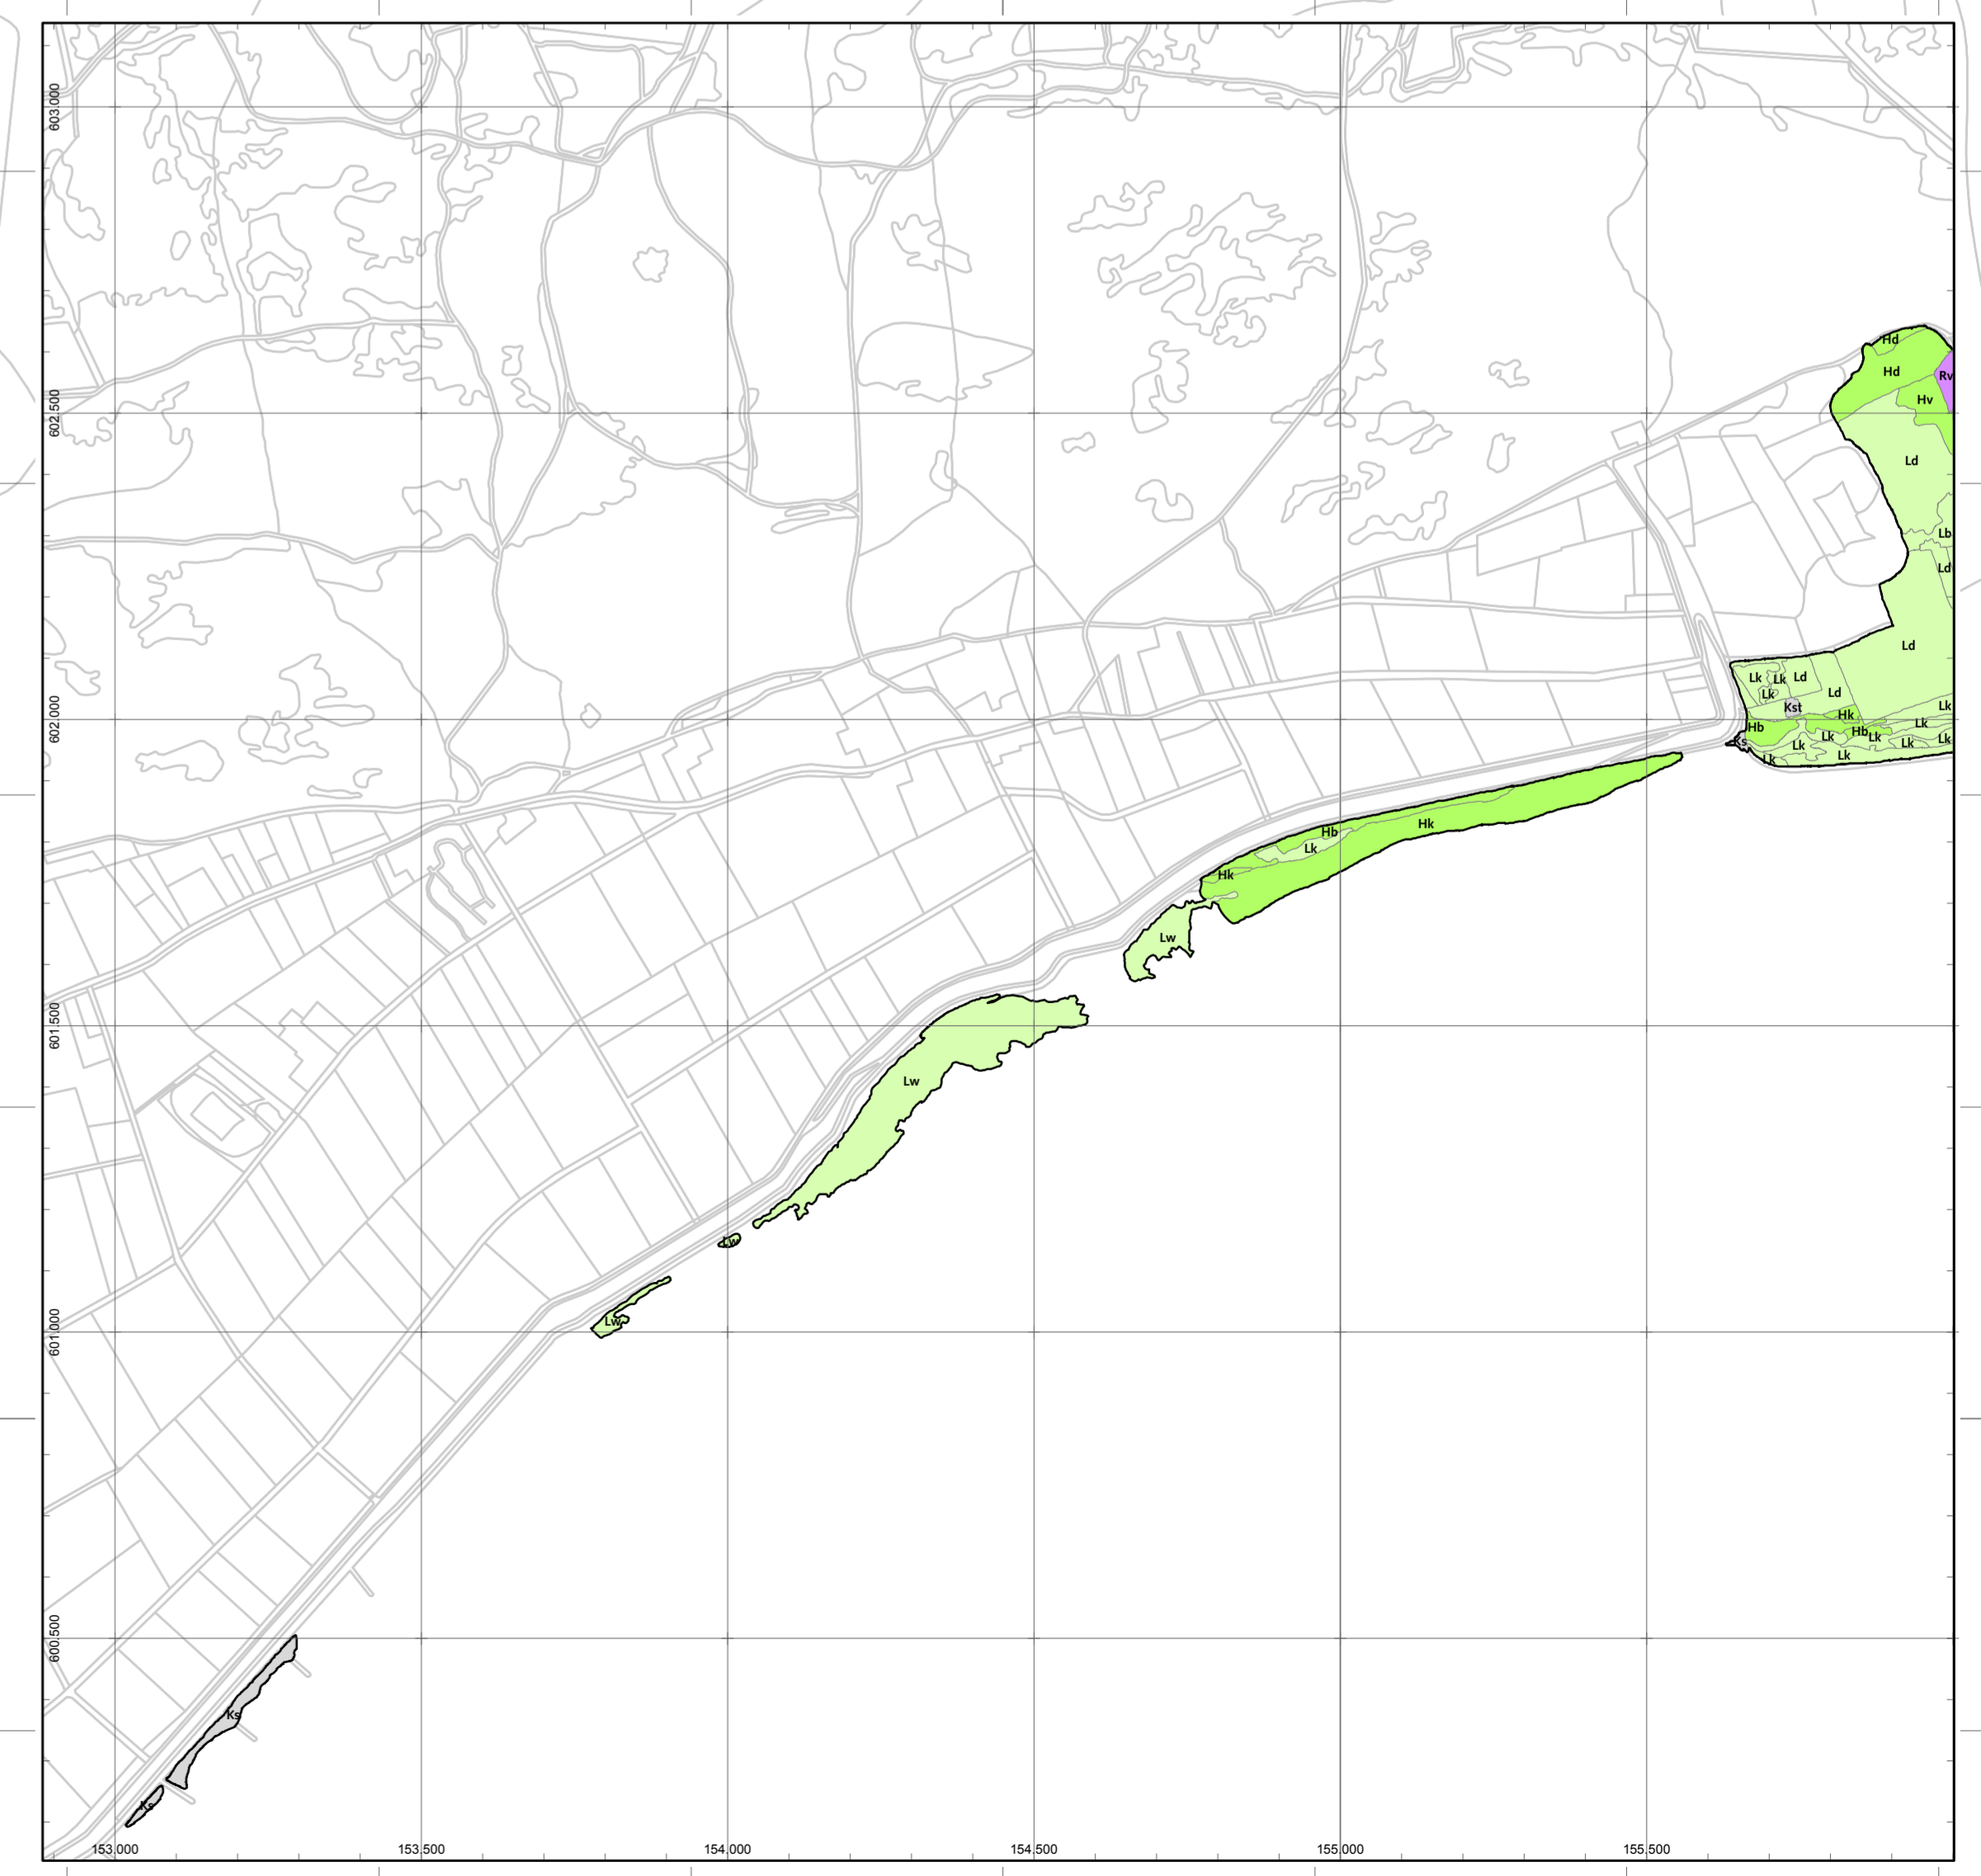 603.000
Hd
Hd
Rv
Hv
602.500
Ld
Lb
Ld
Ld
Lk
Lk
Ld
Lk
Ld
Kst
Lk
Hk
602.000
Hb
Lk
Hb
Lk
Lk
Ks
Lk
Lk
Lk
Lk
Lk
Hb
Hk
Lk
Hk
Lw
601.500
Lw
Lw
Lw
601.000
600.500
Ks
Ks
153.000
153.500
154.000
154.500
155.000
155.500